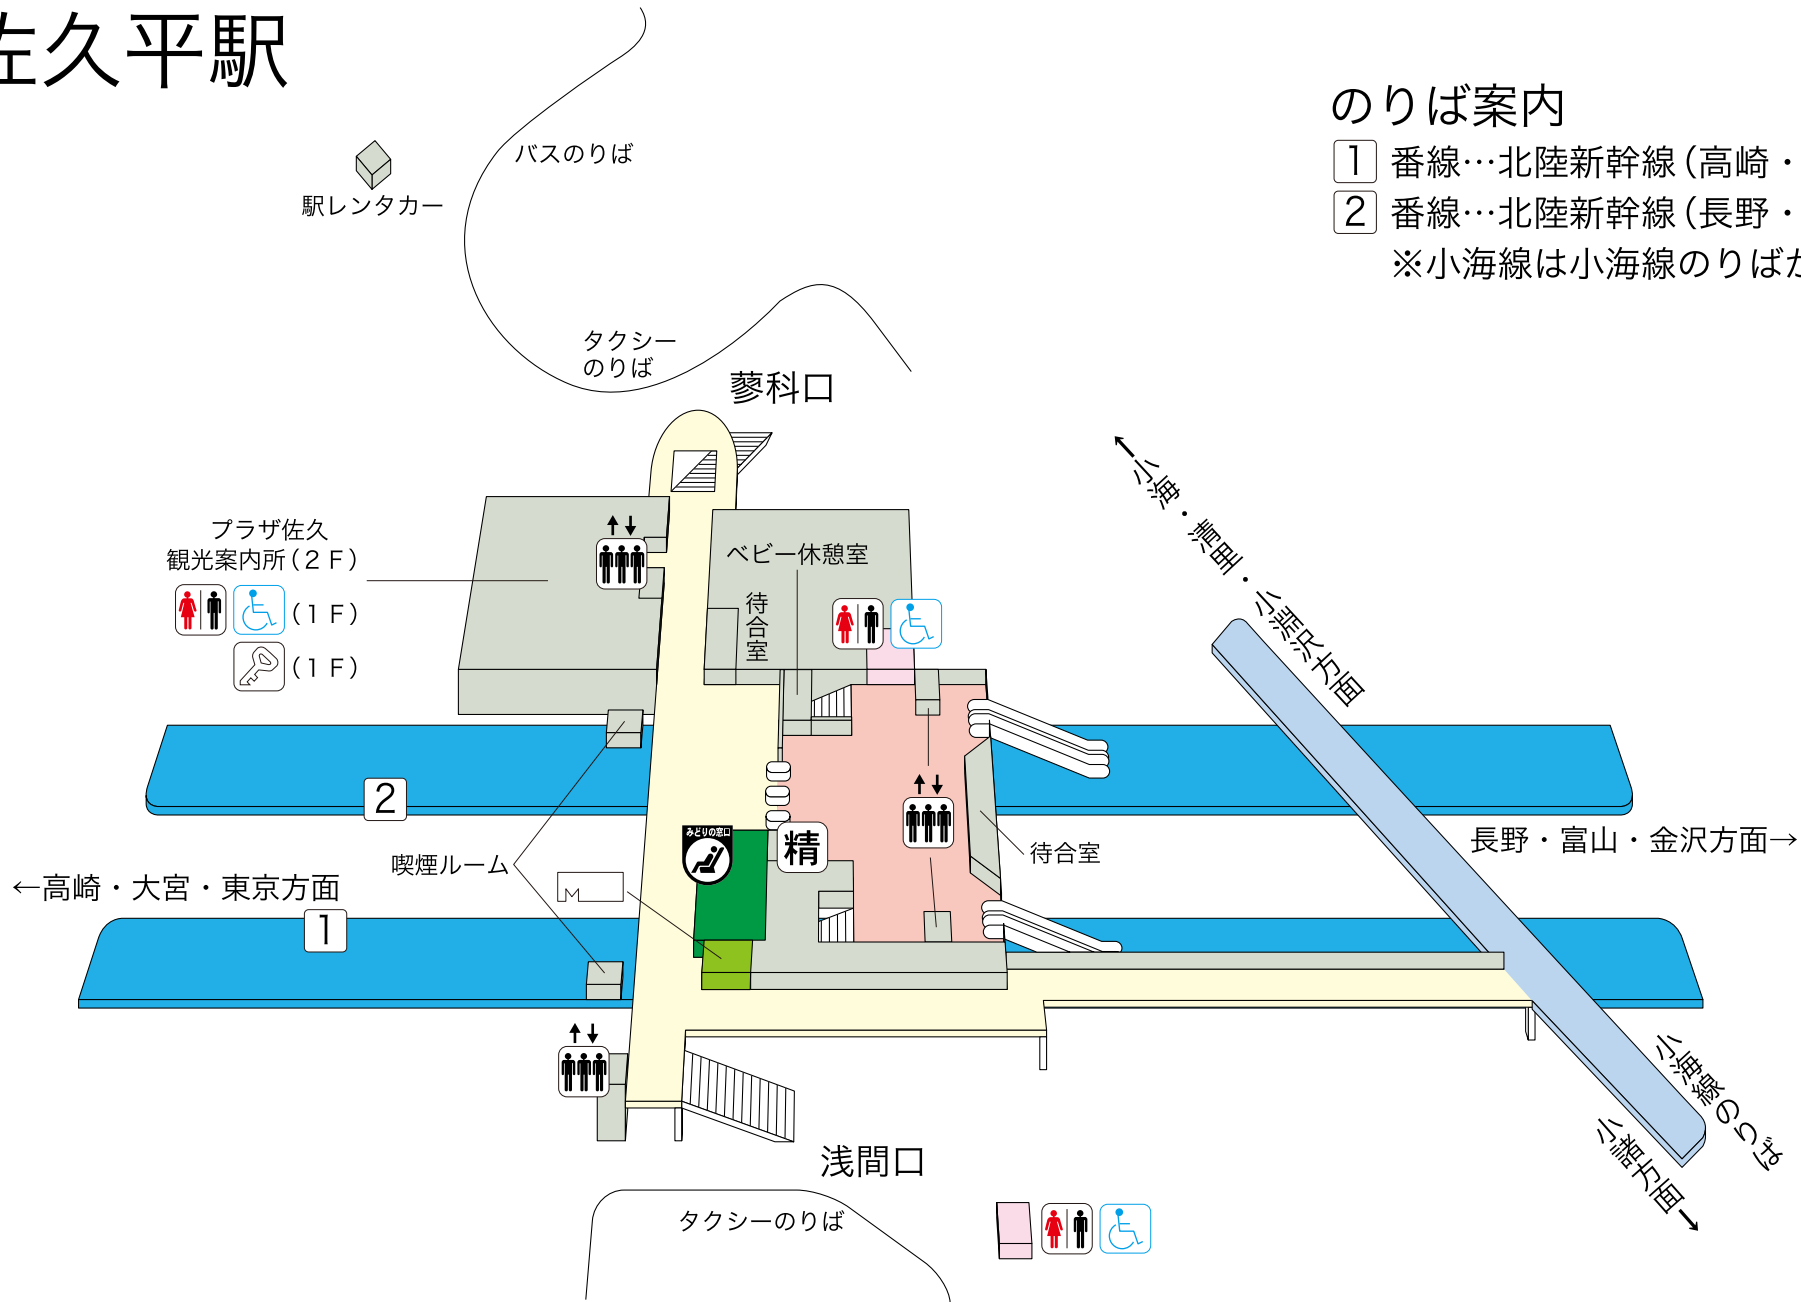 佐久平駅
のりば案内
1 番線…北陸新幹線(高崎・
2 番線…北陸新幹線(長野・
※小海線は小海線のりばか
バスのりば
駅レンタカー
タクシー
のりば
蓼科口
小海・清里・小淵沢方面
プラザ佐久
観光案内所(2F)
(1F)
(1F)
ベビー休憩室
待合室
2
みどりの窓口
精
待合室
長野・富山・金沢方面→
喫煙ルーム
←高崎・大宮・東京方面
M
1
小海線のりば
小諸方面
浅間口
タクシーのりば